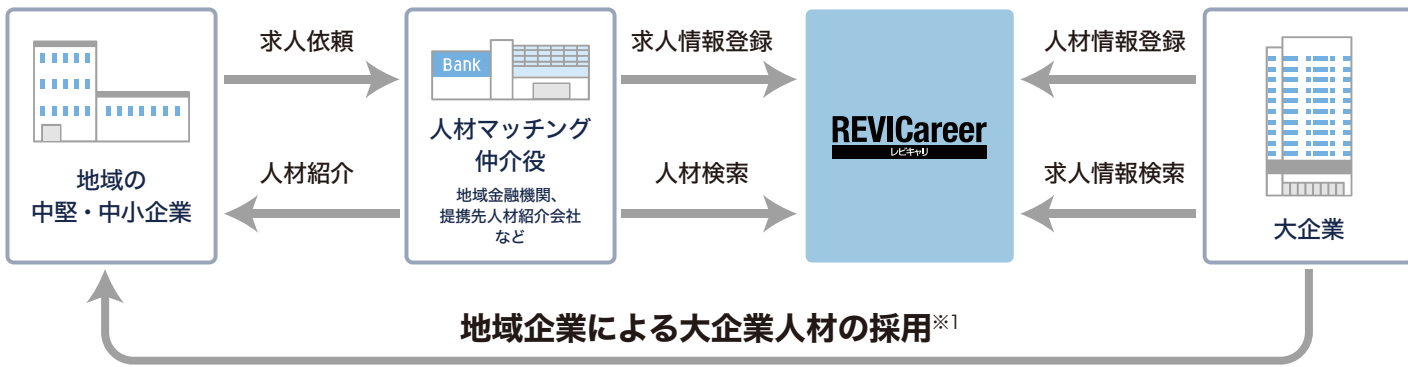 求人依頼
求人情報登録
人材情報登録
Bank
人材マッチング
仲介役
地域金融機関、
提携先人材紹介会社
など
REVICareer
レビキャリ
地域の
中堅・中小企業
人材紹介
人材検索
求人情報検索
大企業
地域企業による大企業人材の採用※1